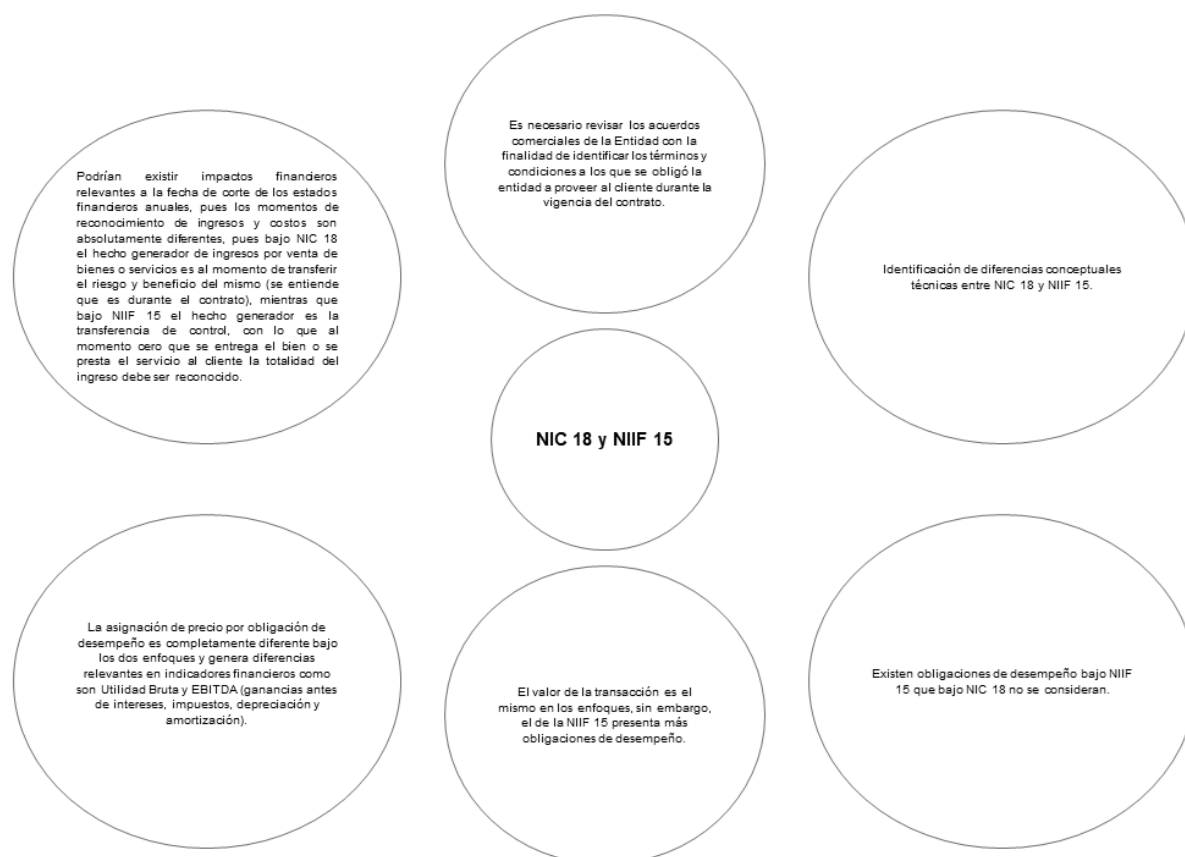 Es necesario revisar los acuerdos
comerciales de la Entidad con la
finalidad de identificar los términos y
condiciones a los que se obligó la
entidad a proveer al cliente durante la
vigencia del contrato.
Podrían existir impactos financieros
relevantes a la fecha de corte de los estados
financieros anuales, pues los momentos de
reconocimiento de ingresos y costos son
absolutamente diferentes, pues bajo NIC 18
el hecho generador de ingresos por venta de
bienes o servicios es al momento de transferir
el riesgo y beneficio del mismo (se entiende
que es durante el contrato), mientras que
bajo NIIF 15 el hecho generador es la
transferencia de control, con lo que al
momento cero que se entrega el bien o se
presta el servicio al cliente la totalidad del
ingreso debe ser reconocido.
Identificación de diferencias conceptuales
técnicas entre NIC 18 y NIIF 15.
NIC 18 y NIIF 15
La asignación de precio por obligación de
desempeño es completamente diferente bajo
los dos enfoques y genera diferencias
relevantes en indicadores financieros como
son Utilidad Bruta y EBITDA (ganancias antes
de intereses, impuestos, depreciación y
amortización).
El valor de la transacción es el
mismo en los enfoques, sin embargo,
el de la NIIF 15 presenta más
obligaciones de desempeño.
Existen obligaciones de desempeño bajo NIIF
15 que bajo NIC 18 no se consideran.